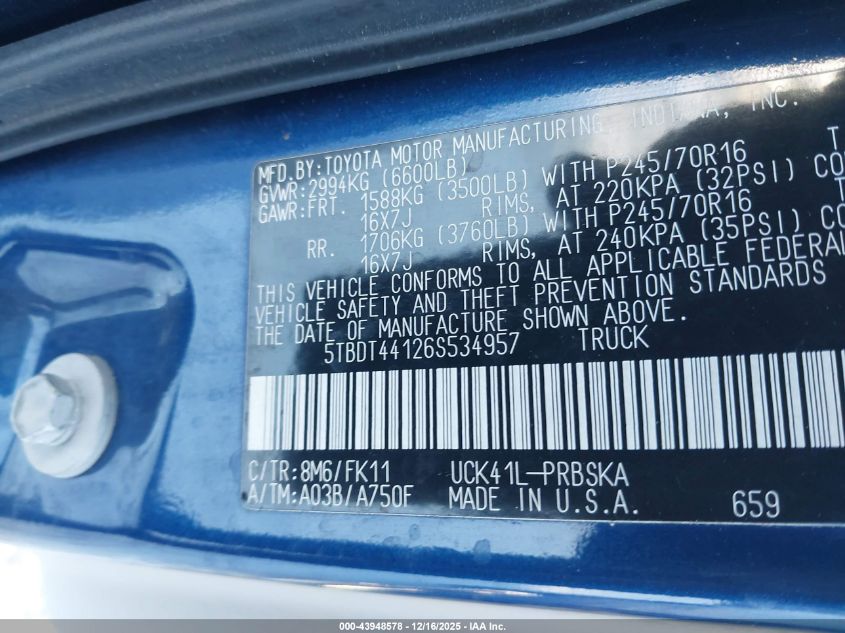 MFD.BY:TOYOTA MOTOR MANUFACTURING, INDIANA, INC.
GVWR:2994KG (6600LB)
GAWR:FRT. 1588KG (3500LB) WITH P245/70R16 T
16X7J RIMS, AT 220KPA (32PSI)
RR. 1706KG (3760LB) WITH P245/70R16 T
16X7J RIMS, AT 240KPA (35PSI)
THIS VEHICLE CONFORMS TO ALL APPLICABLE FEDERAL
VEHICLE SAFETY AND THEFT PREVENTION STANDARDS
THE DATE OF MANUFACTURE SHOWN ABOVE.
5TBDT44126S534957 TRUCK
C/TR:8M6/FK11 UCK41L-PRBSKA
A/TM:A03B/A750F MADE IN U.S.A. 659
000-43948578 - 12/16/2025 - IAA Inc.